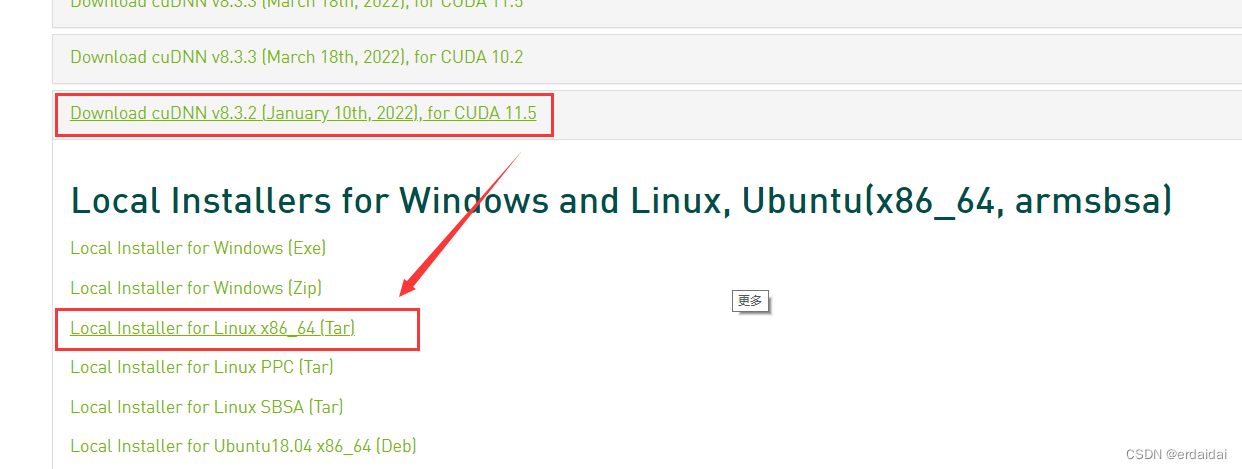 Download cuDNN v8.3.3 (March 18th, 2022), for CUDA 11.5
Download cuDNN v8.3.3 (March 18th, 2022), for CUDA 10.2
Download cuDNN v8.3.2 (January 10th, 2022), for CUDA 11.5
Local Installers for Windows and Linux, Ubuntu(x86_64, armsbsa)
Local Installer for Windows (Exe)
Local Installer for Windows (Zip)
更多
Local Installer for Linux x86_64 (Tar)
Local Installer for Linux PPC (Tar)
Local Installer for Linux SBSA (Tar)
Local Installer for Ubuntu18.04 x86_64 (Deb)
CSDN @erdaidai